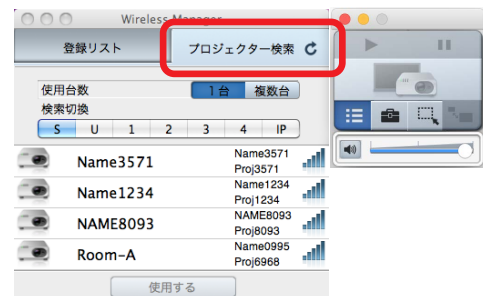 Wireless Manager
登録リスト プロジェクター検索
使用台数 1台 複数台
検索切換
S U 1 2 3 4 IP
Name3571 Name3571
Proj3571
Name1234 Name1234
Proj1234
NAME8093 NAME8093
Proj8093
Room-A Name0995
Proj6968
使用する